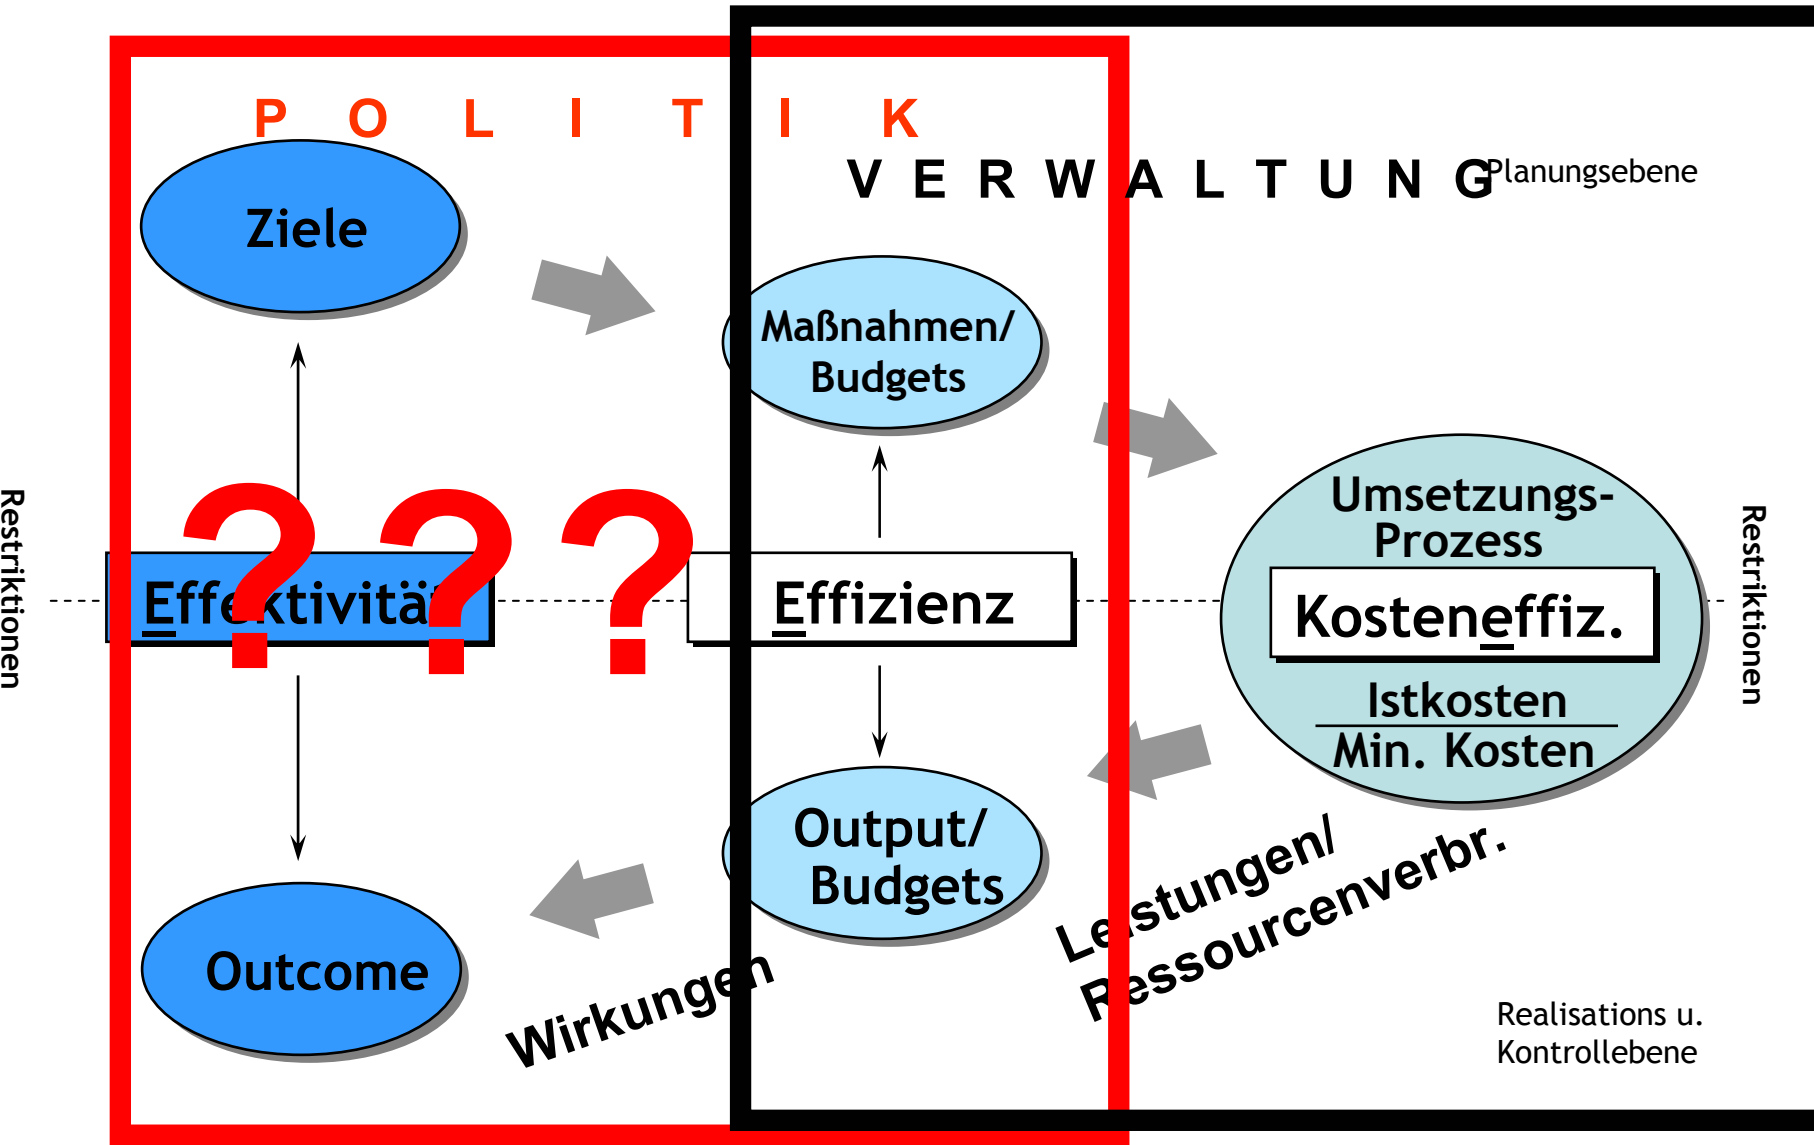 P O L I T I K
V E R W A L T U N G
Planungsebene
Ziele
Maßnahmen/
Budgets
Umsetzungs-
Prozess
Restriktionen
? ? ?
Effektivität
Effizienz
Kosteneffiz.
Restriktionen
Istkosten
Min. Kosten
Output/
Budgets
Leistungen/
Ressourcenverbr.
Outcome
Wirkungen
Realisations u.
Kontrollebene